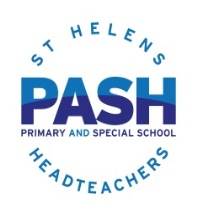 ST HELENS
PASH
PRIMARY AND SPECIAL SCHOOL
HEADTEACHERS